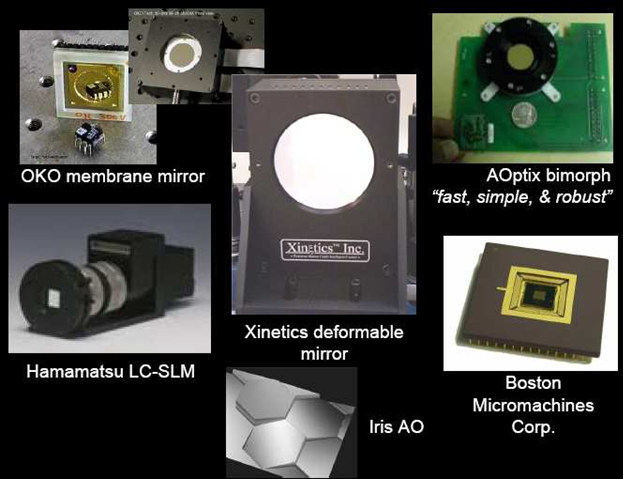 OKO membrane mirror
Xinetics™ Inc.
AOptix bimorph
“fast, simple, & robust”
Hamamatsu LC-SLM
Xinetics deformable
mirror
Iris AO
Boston
Micromachines
Corp.